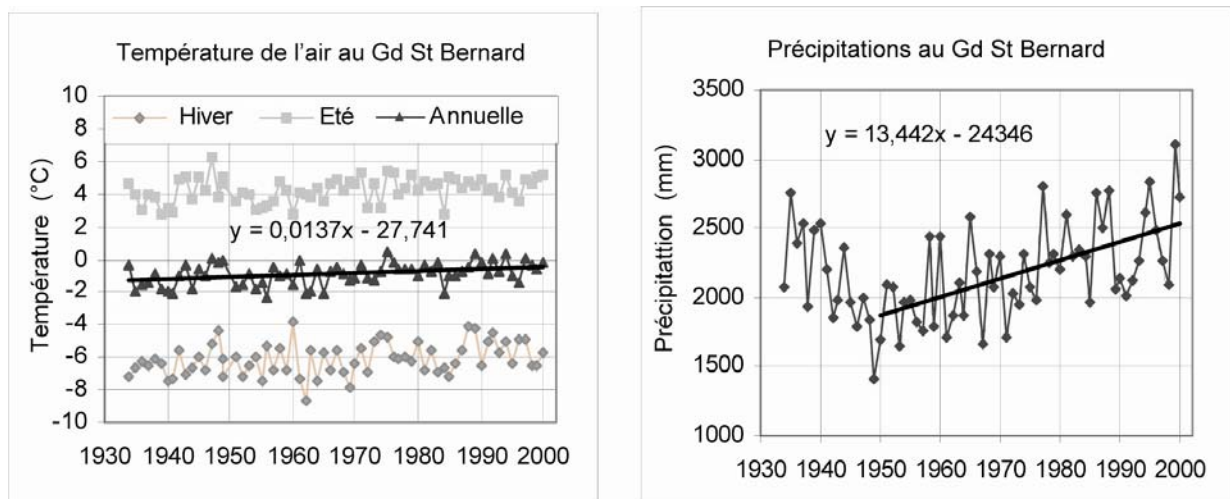 Température de l'air au Gd St Bernard
10
8
6
4
2
0
-2
-4
-6
-8
-10
Température (°C)
Hiver
Eté
Annuelle
y = 0,0137x - 27,741
1930 1940 1950 1960 1970 1980 1990 2000
Précipitations au Gd St Bernard
3500
3000
2500
2000
1500
1000
Précipitation (mm)
y = 13,442x - 24346
1930 1940 1950 1960 1970 1980 1990 2000